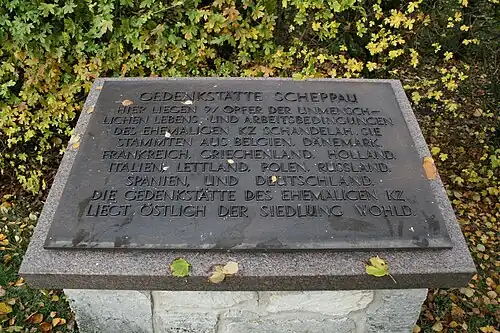 GEDENKSTÄTTE SCHEPPAU
HIER LIEGEN OPFER DER UNMENSCH-
LICHEN LEBENS- UND ARBEITSBEDINGUNGEN
DES EHEMALIGEN KZ SCHANDELAH. SIE
STAMMTEN AUS BELGIEN, DÄNEMARK,
FRANKREICH, GRIECHENLAND, HOLLAND,
ITALIEN, LETTLAND, POLEN, RUSSLAND,
SPANIEN, UND DEUTSCHLAND.
DIE GEDENKSTÄTTE DES EHEMALIGEN KZ
LIEGT ÖSTLICH DER SIEDLUNG WOHLD.